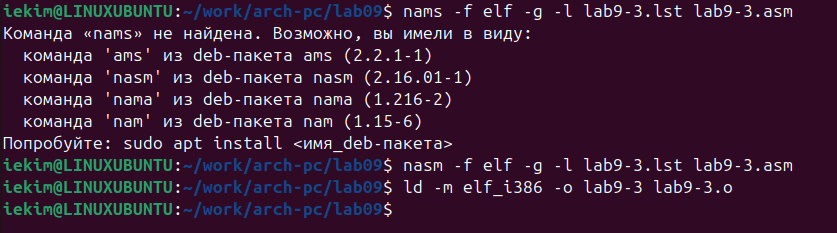 iekim@LINUXUBUNTU:~/work/arch-pc/lab09$ nams -f elf -g -l lab9-3.lst lab9-3.asm
Команда «nams» не найдена. Возможно, вы имели в виду:
  команда 'ams' из deb-пакета ams (2.2.1-1)
  команда 'nasm' из deb-пакета nasm (2.16.01-1)
  команда 'nama' из deb-пакета nama (1.216-2)
  команда 'nam' из deb-пакета nam (1.15-6)
Попробуйте: sudo apt install <имя_deb-пакета>
iekim@LINUXUBUNTU:~/work/arch-pc/lab09$ nasm -f elf -g -l lab9-3.lst lab9-3.asm
iekim@LINUXUBUNTU:~/work/arch-pc/lab09$ ld -m elf_i386 -o lab9-3 lab9-3.o
iekim@LINUXUBUNTU:~/work/arch-pc/lab09$